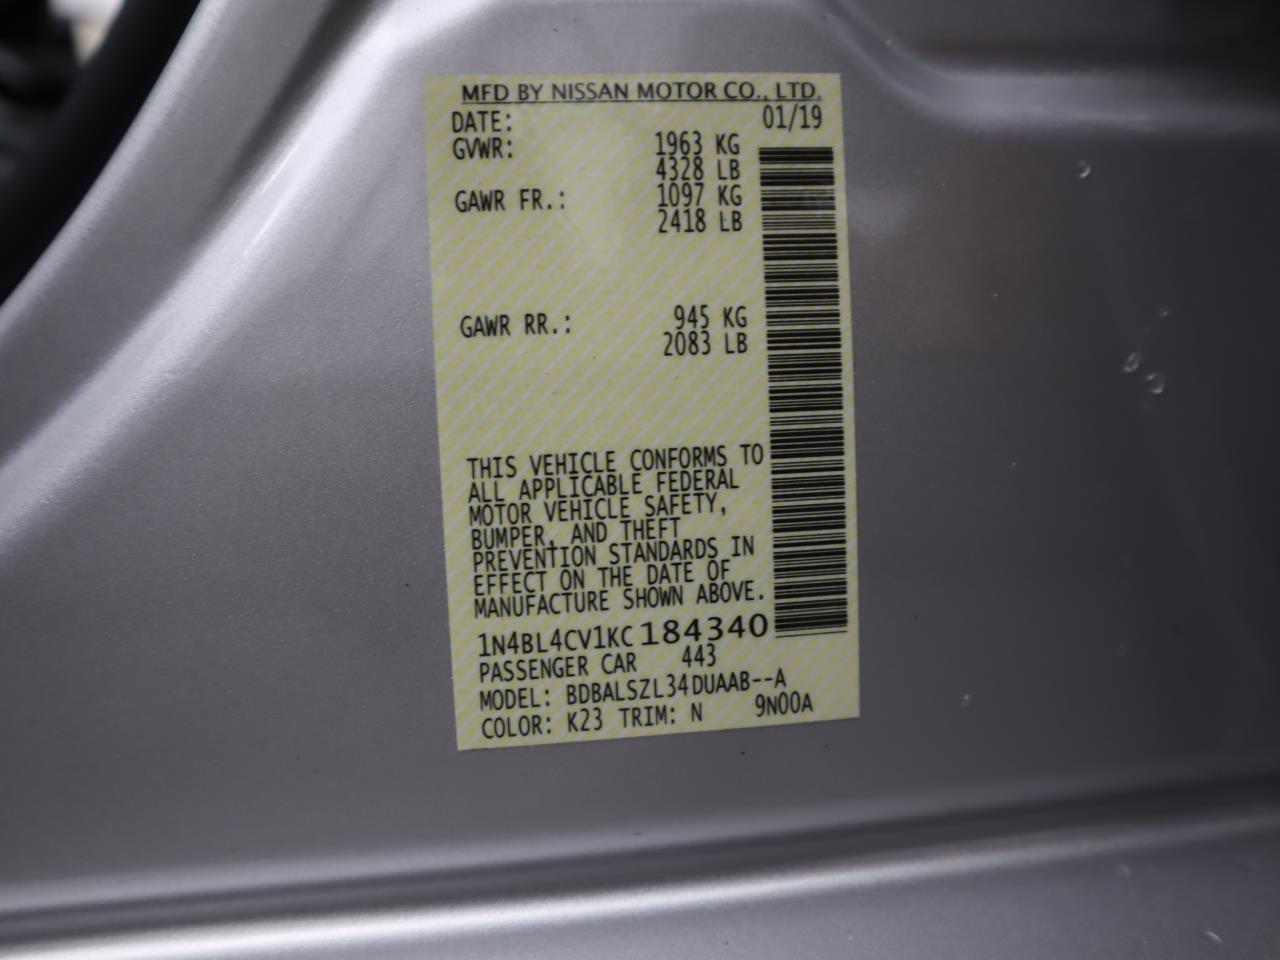 MFD BY NISSAN MOTOR CO., LTD.
DATE: 01/19
GVWR: 1963 KG
4328 LB
GAWR FR.: 1097 KG
2418 LB
GAWR RR.: 945 KG
2083 LB
THIS VEHICLE CONFORMS TO
ALL APPLICABLE FEDERAL
MOTOR VEHICLE SAFETY,
BUMPER, AND THEFT
PREVENTION STANDARDS IN
EFFECT ON THE DATE OF
MANUFACTURE SHOWN ABOVE.
1N4BL4CV1KC184340
PASSENGER CAR 443
MODEL: BDBALSZL34DUAAB--A
COLOR: K23 TRIM: N 9N00A